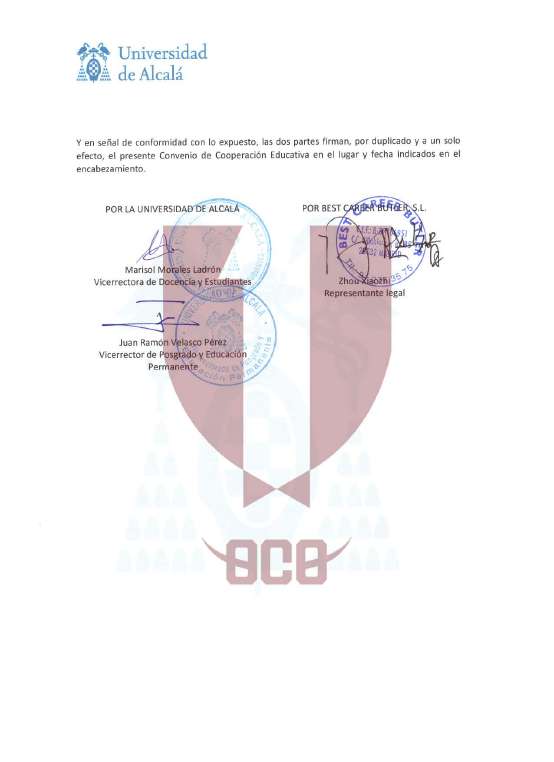 Universidad
de Alcalá
Y en señal de conformidad con lo expuesto, las dos partes firman, por duplicado y a un solo
efecto, el presente Convenio de Cooperación Educativa en el lugar y fecha indicados en el
encabezamiento.
POR LA UNIVERSIDAD DE ALCALÁ
POR BEST CAREER BUTLER, S.L.
BEST CAREER BUTLER
Marisol Morales Ladrón
Vicerrectora de Docencia y Estudiantes
Zhou Xiaozhi
Representante legal
Juan Ramón Velasco Pérez
Vicerrector de Posgrado y Educación
Permanente